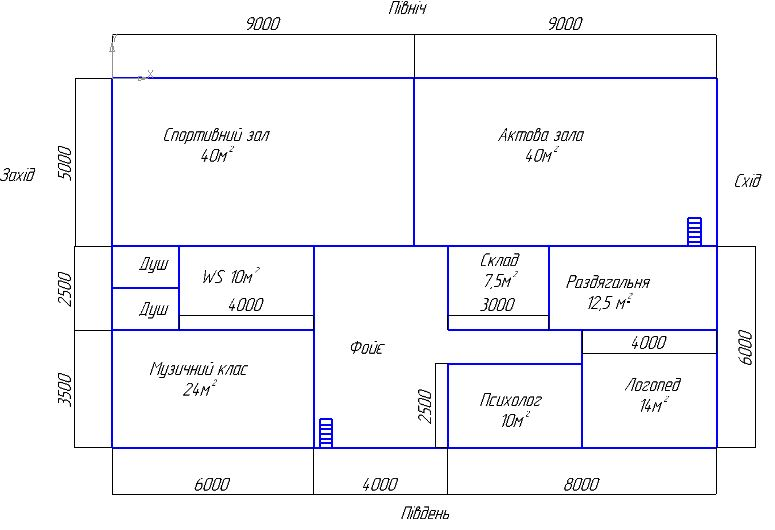 Північ
9000
9000
Y
X
Спортивний зал
40м²
Актова зала
40м²
5000
Захід
Схід
Душ
WS 10м²
Склад
7,5м²
Раздягальня
12,5 м²
2500
Душ
4000
3000
4000
6000
Фойє
Музичний клас
24м²
3500
2500
Психолог
10м²
Логопед
14м²
6000
4000
8000
Південь